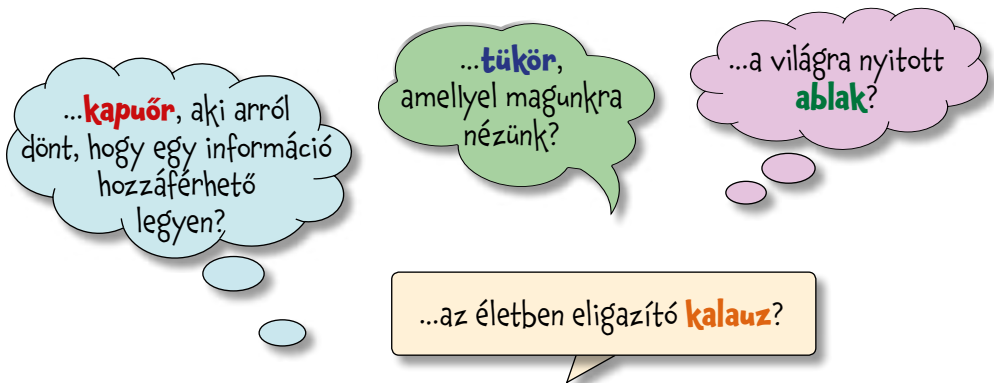 ...kapuőr, aki arról
dönt, hogy egy információ
hozzáférhető
legyen?
...tükör,
amellyel magunkra
nézünk?
...a világra nyitott
ablak?
...az életben eligazító kalauz?